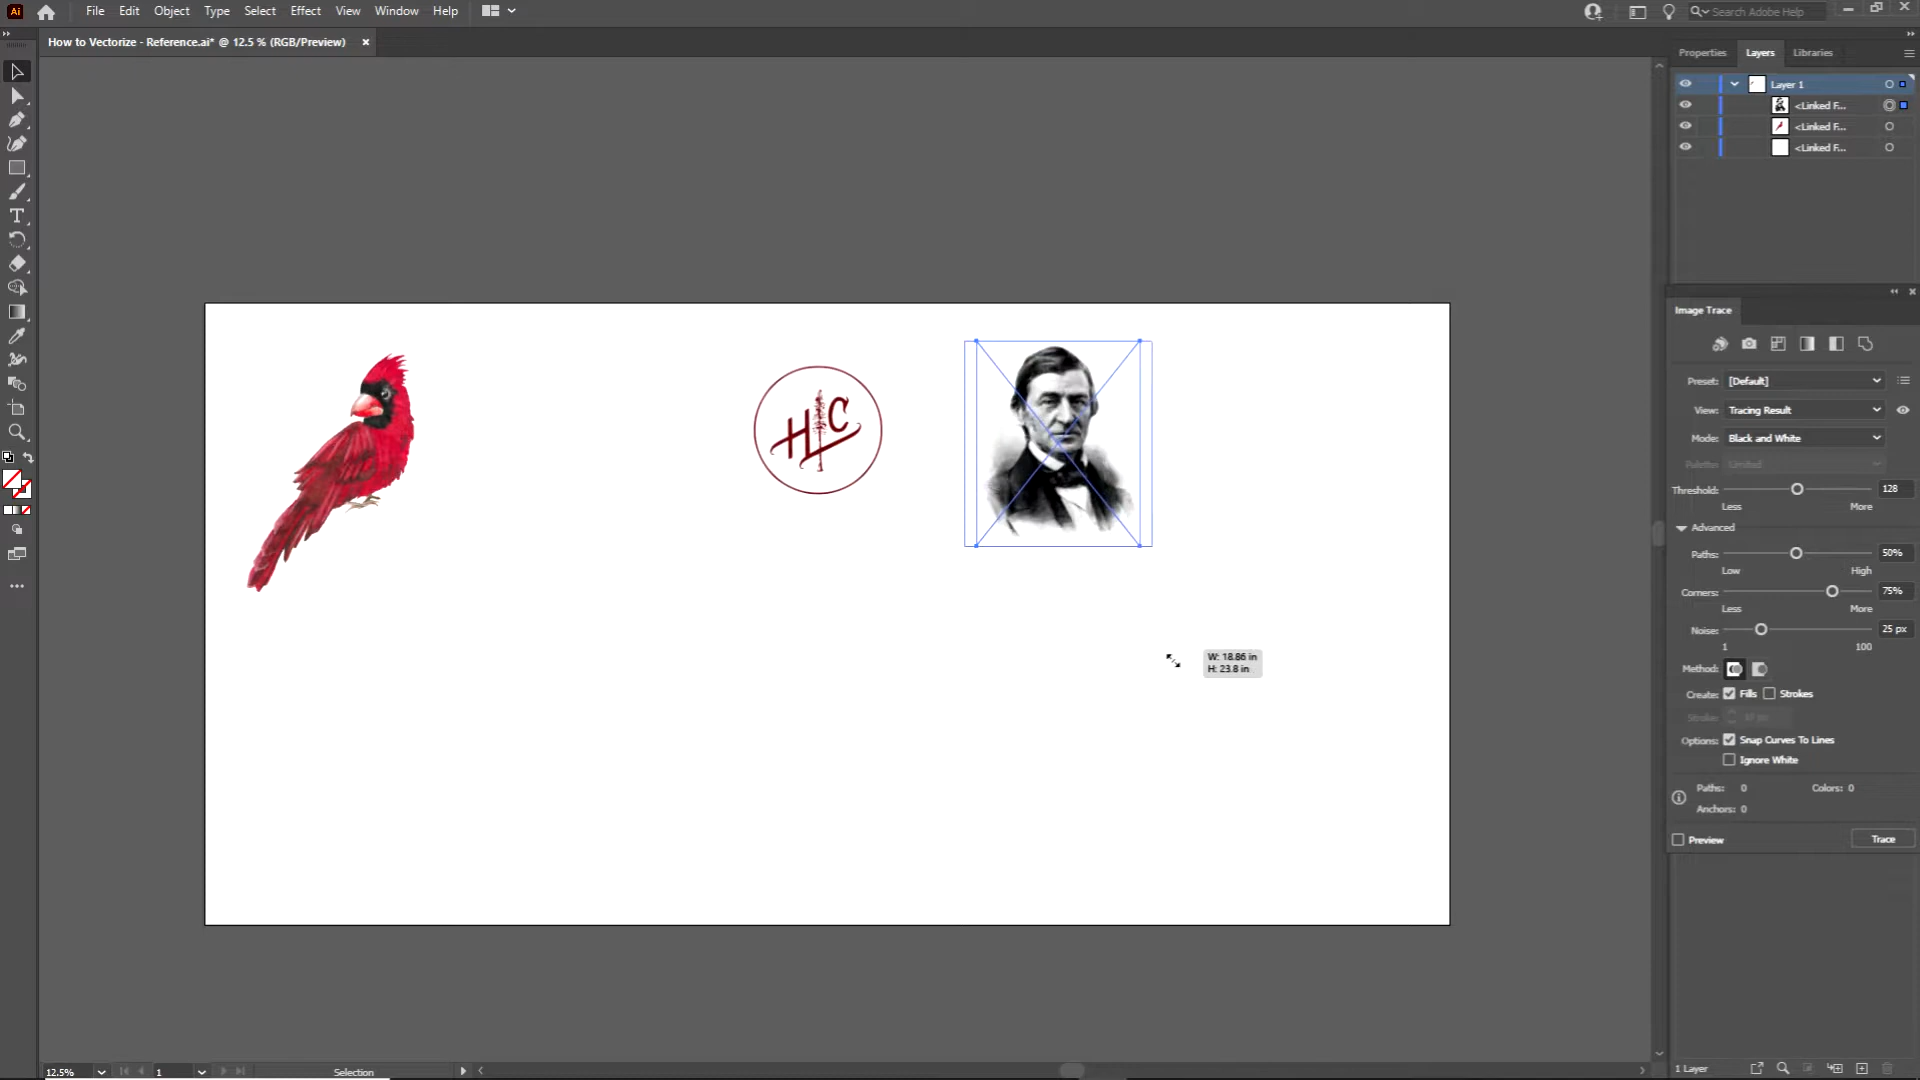 Ai File Edit Object Type Select Effect View Window Help Search Adobe Help
How to Vectorize - Reference.ai* @ 12.5 % (RGB/Preview) ×
Properties Layers Libraries
Layer 1
<Linked F...
<Linked F...
<Linked F...
H C
W: 18.86 in
H: 23.8 in
Image Trace
Preset: [Default]
View: Tracing Result
Mode: Black and White
Palette: Limited
Threshold: 128
Less More
Advanced
Paths: 50%
Low High
Corners: 75%
Less More
Noise: 25 px
1 100
Method:
Create: Fills Strokes
Stroke: px
Options: Snap Curves To Lines
Ignore White
Paths: 0 Colors: 0
Anchors: 0
Preview Trace
12.5% 1 Selection 1 Layer